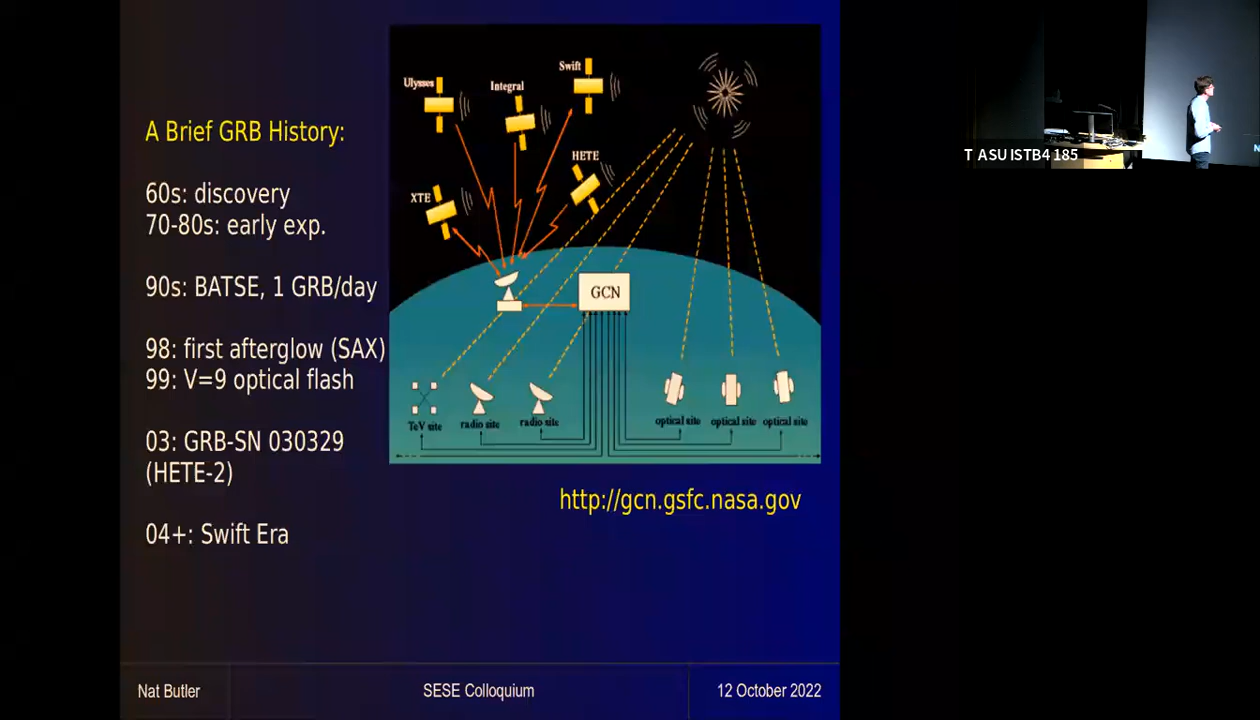 A Brief GRB History:
60s: discovery
70-80s: early exp.
90s: BATSE, 1 GRB/day
98: first afterglow (SAX)
99: V=9 optical flash
03: GRB-SN 030329
(HETE-2)
04+: Swift Era
Ulysses
Integral
Swift
HETE
XTE
GCN
TeV site
radio site
radio site
optical site
optical site
optical site
http://gcn.gsfc.nasa.gov
Nat Butler
SESE Colloquium
12 October 2022
T ASU ISTB4 185